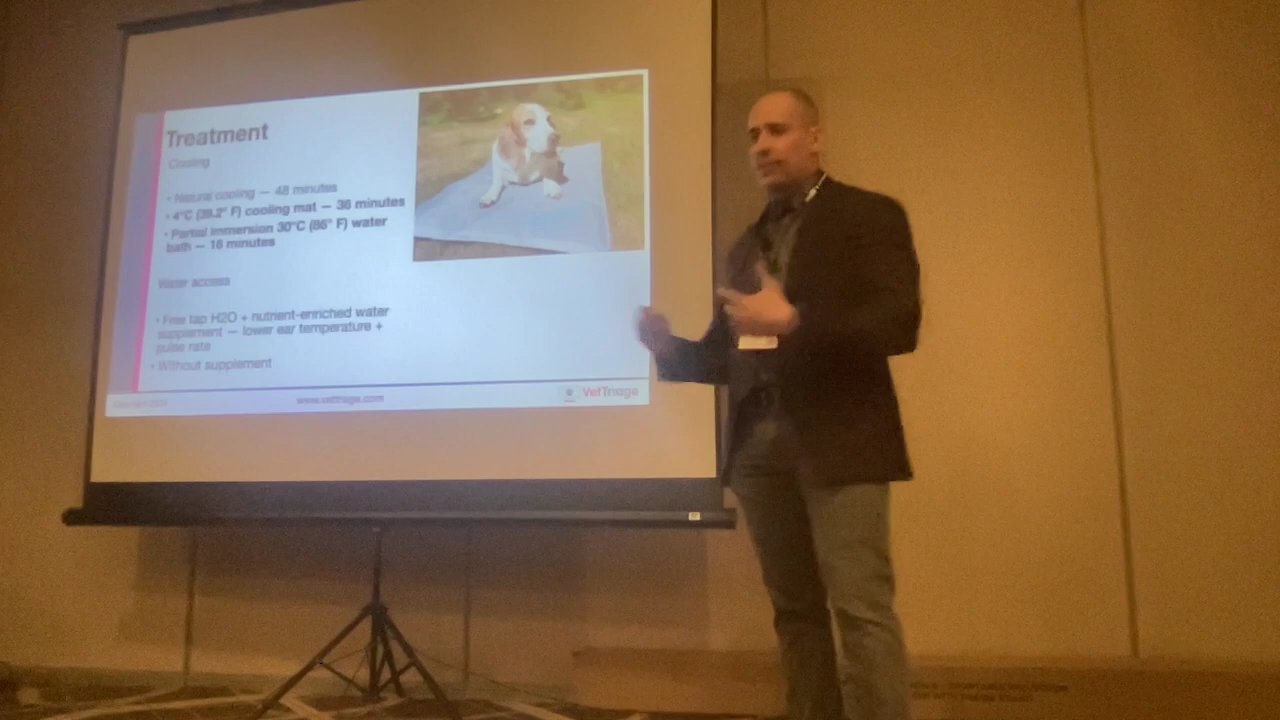 Treatment
Cooling
• Natural cooling — 48 minutes
• 4°C (39.2° F) cooling mat — 36 minutes
• Partial immersion 30°C (86° F) water
bath — 16 minutes
Water access
• Free tap H2O + nutrient-enriched water
supplement — lower ear temperature +
pulse rate
• Without supplement
www.vettriage.com
VetTriage